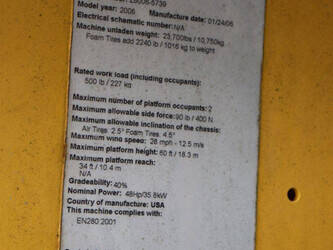 Model year: 2006 Manufacture date: 01/24/06
Electrical schematic number: N/A
Machine unladen weight: 23,700lbs / 10,750kg
Foam Tires add 2240 lb / 1016 kg to weight
Rated work load (including occupants):
500 lb / 227 kg
Maximum number of platform occupants: 2
Maximum allowable side force: 90 lb / 400 N
Maximum allowable inclination of the chassis:
Air Tires: 2.5° Foam Tires: 4.5°
Maximum wind speed: 28 mph - 12.5 m/s
Maximum platform height: 60 ft / 18.3 m
Maximum platform reach:
34 ft / 10.4 m
N/A
Gradeability: 40%
Nominal Power: 48Hp/35.8kW
Country of manufacture: USA
This machine complies with:
EN280:2001